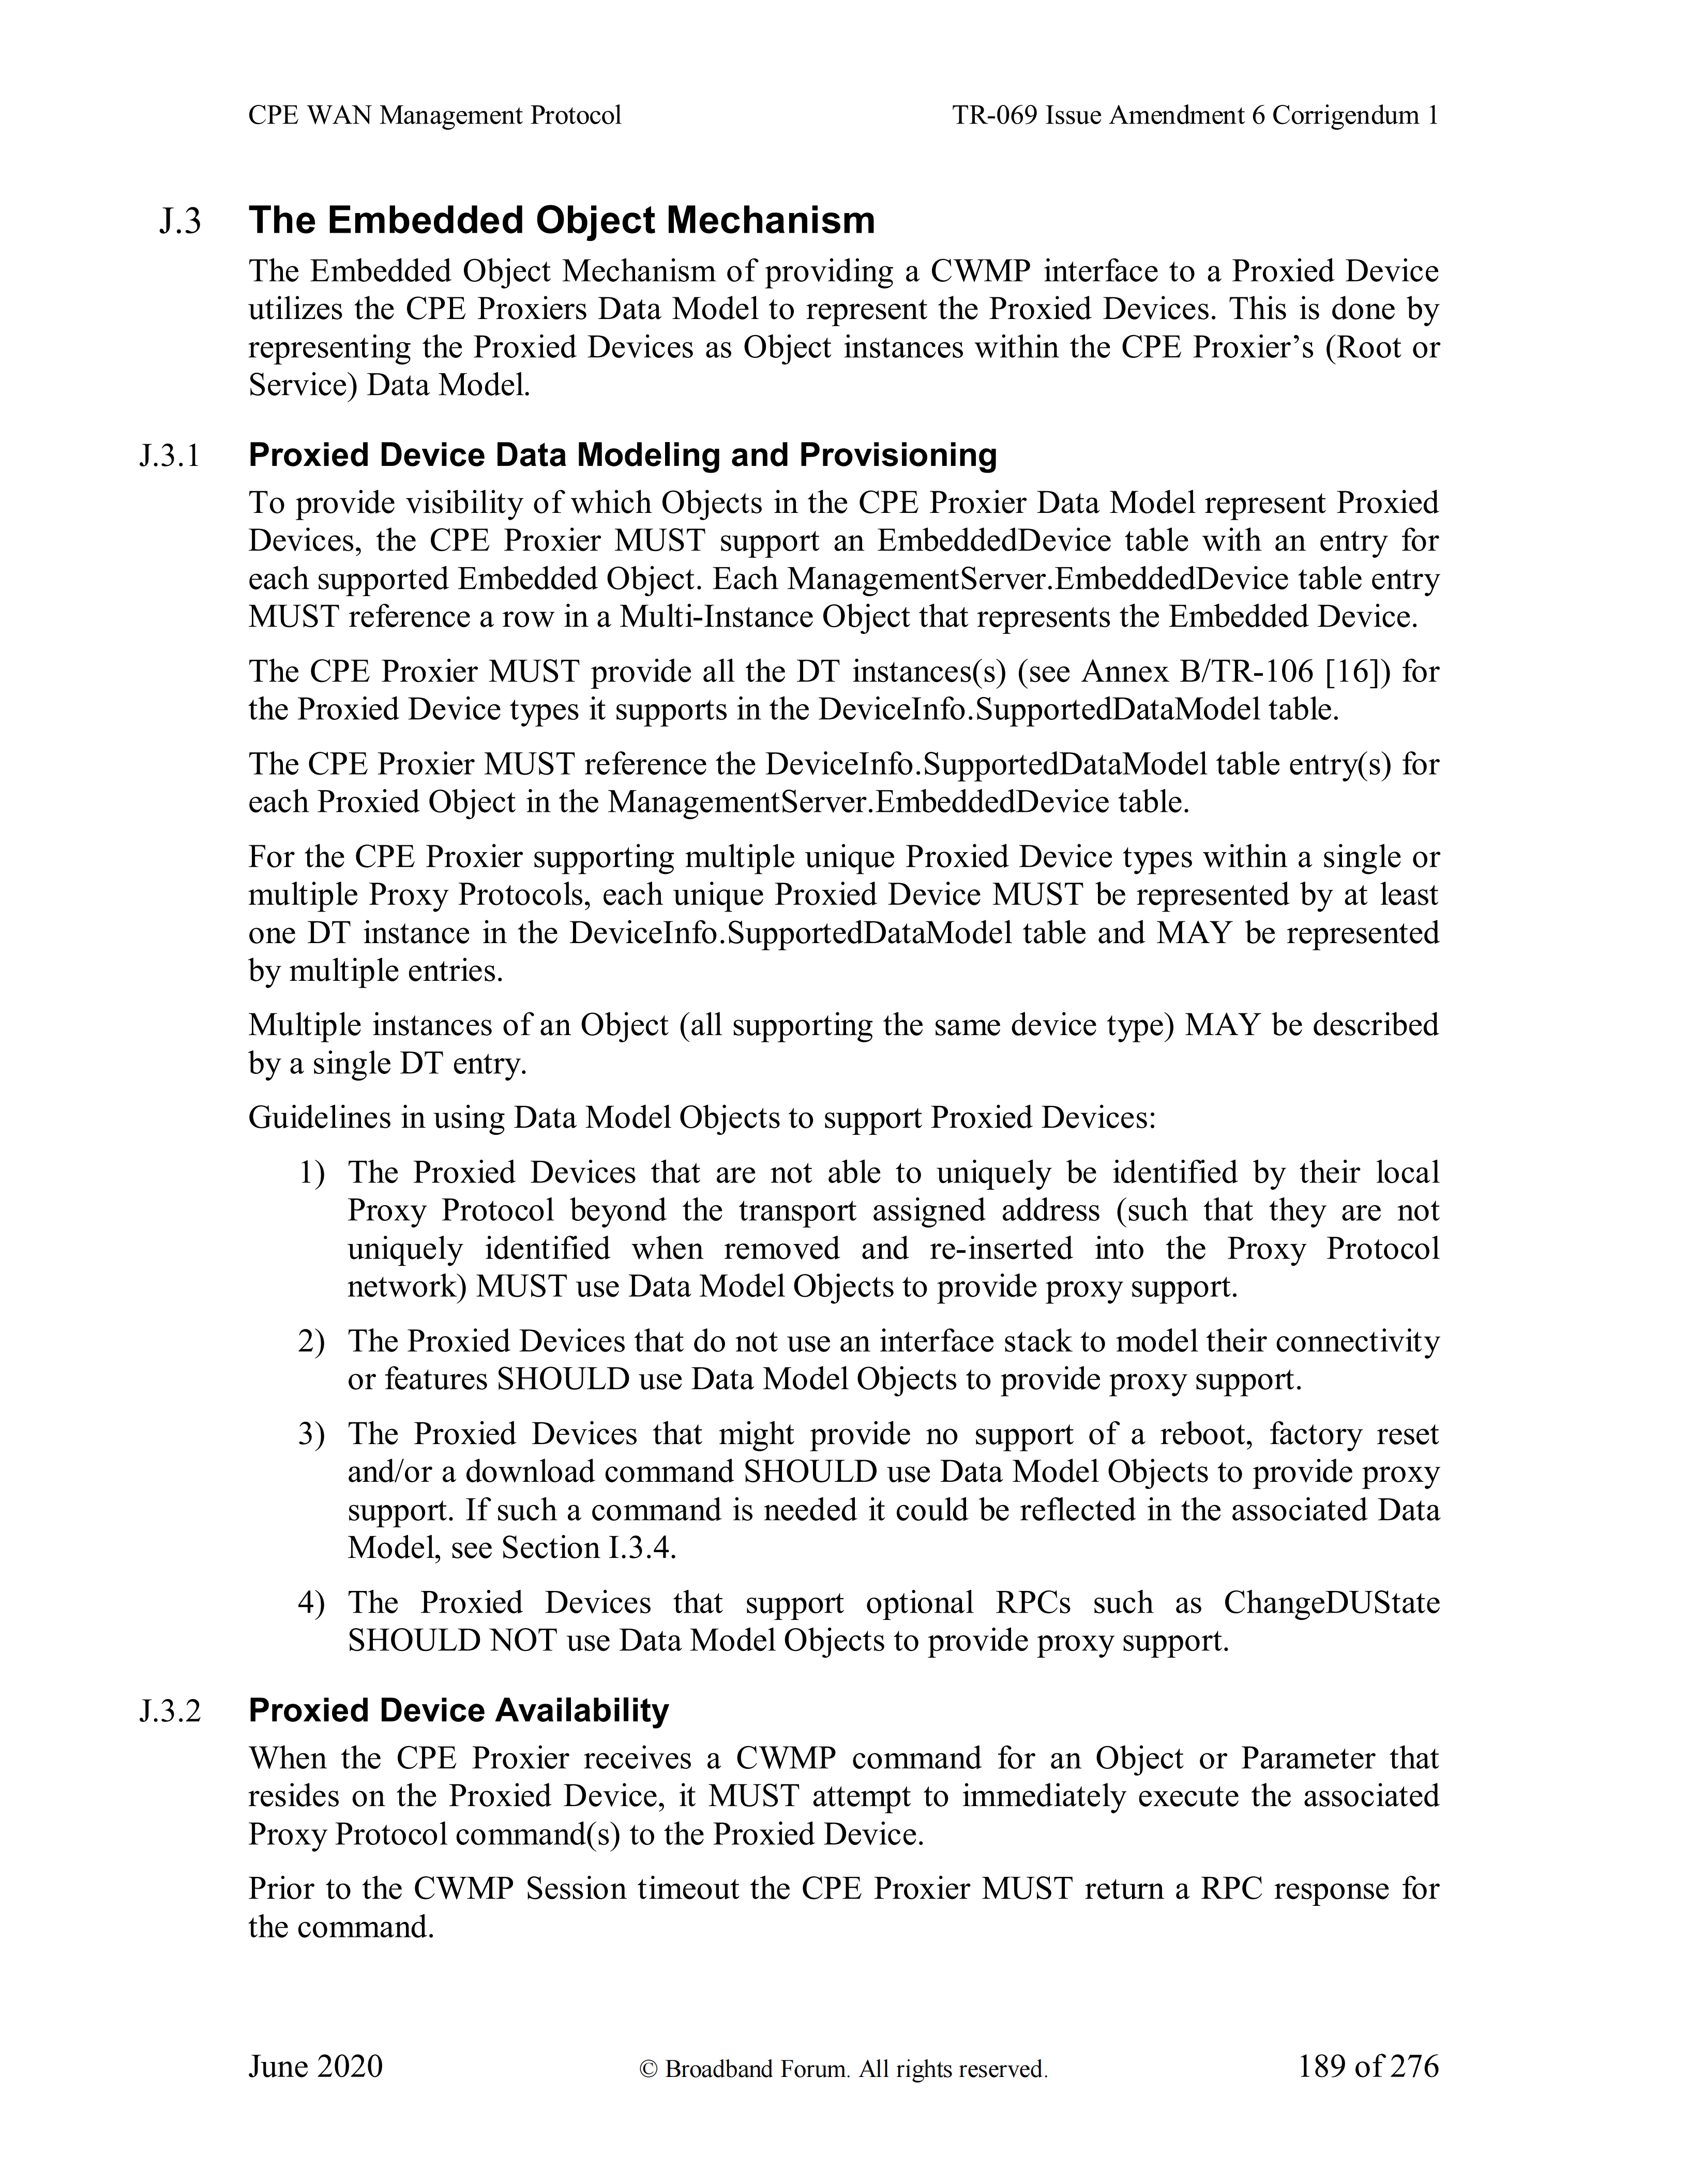 CPE WAN Management Protocol TR-069 Issue Amendment 6 Corrigendum 1
J.3 The Embedded Object Mechanism
The Embedded Object Mechanism of providing a CWMP interface to a Proxied Device
utilizes the CPE Proxiers Data Model to represent the Proxied Devices. This is done by
representing the Proxied Devices as Object instances within the CPE Proxier’s (Root or
Service) Data Model.
J.3.1 Proxied Device Data Modeling and Provisioning
To provide visibility of which Objects in the CPE Proxier Data Model represent Proxied
Devices, the CPE Proxier MUST support an EmbeddedDevice table with an entry for
each supported Embedded Object. Each ManagementServer.EmbeddedDevice table entry
MUST reference a row in a Multi-Instance Object that represents the Embedded Device.
The CPE Proxier MUST provide all the DT instances(s) (see Annex B/TR-106 [16]) for
the Proxied Device types it supports in the DeviceInfo.SupportedDataModel table.
The CPE Proxier MUST reference the DeviceInfo.SupportedDataModel table entry(s) for
each Proxied Object in the ManagementServer.EmbeddedDevice table.
For the CPE Proxier supporting multiple unique Proxied Device types within a single or
multiple Proxy Protocols, each unique Proxied Device MUST be represented by at least
one DT instance in the DeviceInfo.SupportedDataModel table and MAY be represented
by multiple entries.
Multiple instances of an Object (all supporting the same device type) MAY be described
by a single DT entry.
Guidelines in using Data Model Objects to support Proxied Devices:
1) The Proxied Devices that are not able to uniquely be identified by their local
Proxy Protocol beyond the transport assigned address (such that they are not
uniquely identified when removed and re-inserted into the Proxy Protocol
network) MUST use Data Model Objects to provide proxy support.
2) The Proxied Devices that do not use an interface stack to model their connectivity
or features SHOULD use Data Model Objects to provide proxy support.
3) The Proxied Devices that might provide no support of a reboot, factory reset
and/or a download command SHOULD use Data Model Objects to provide proxy
support. If such a command is needed it could be reflected in the associated Data
Model, see Section I.3.4.
4) The Proxied Devices that support optional RPCs such as ChangeDUState
SHOULD NOT use Data Model Objects to provide proxy support.
J.3.2 Proxied Device Availability
When the CPE Proxier receives a CWMP command for an Object or Parameter that
resides on the Proxied Device, it MUST attempt to immediately execute the associated
Proxy Protocol command(s) to the Proxied Device.
Prior to the CWMP Session timeout the CPE Proxier MUST return a RPC response for
the command.
June 2020 © Broadband Forum. All rights reserved. 189 of 276